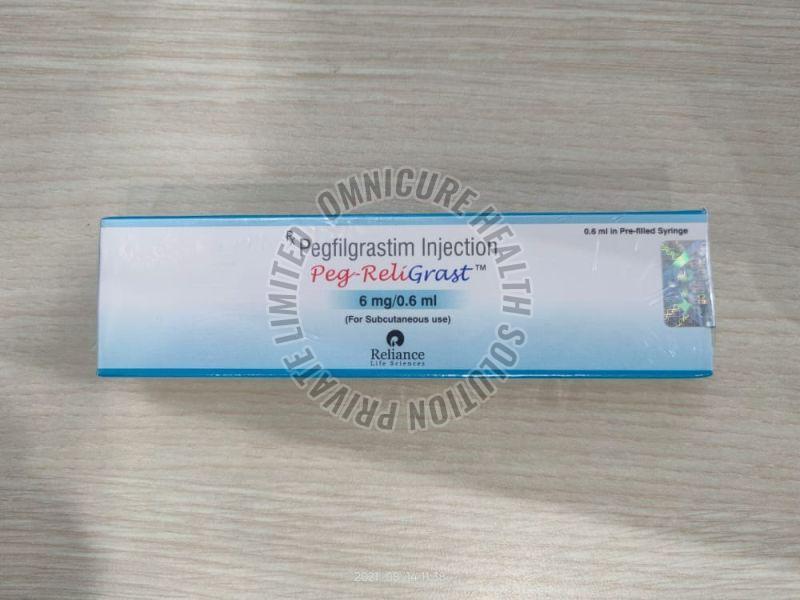 0.6 ml in Pre-filled Syringe
℞ Pegfilgrastim Injection
Peg-ReliGrast™
6 mg/0.6 ml
(For Subcutaneous use)
Reliance
Life Sciences
OMNICURE HEALTH SOLUTION PRIVATE LIMITED